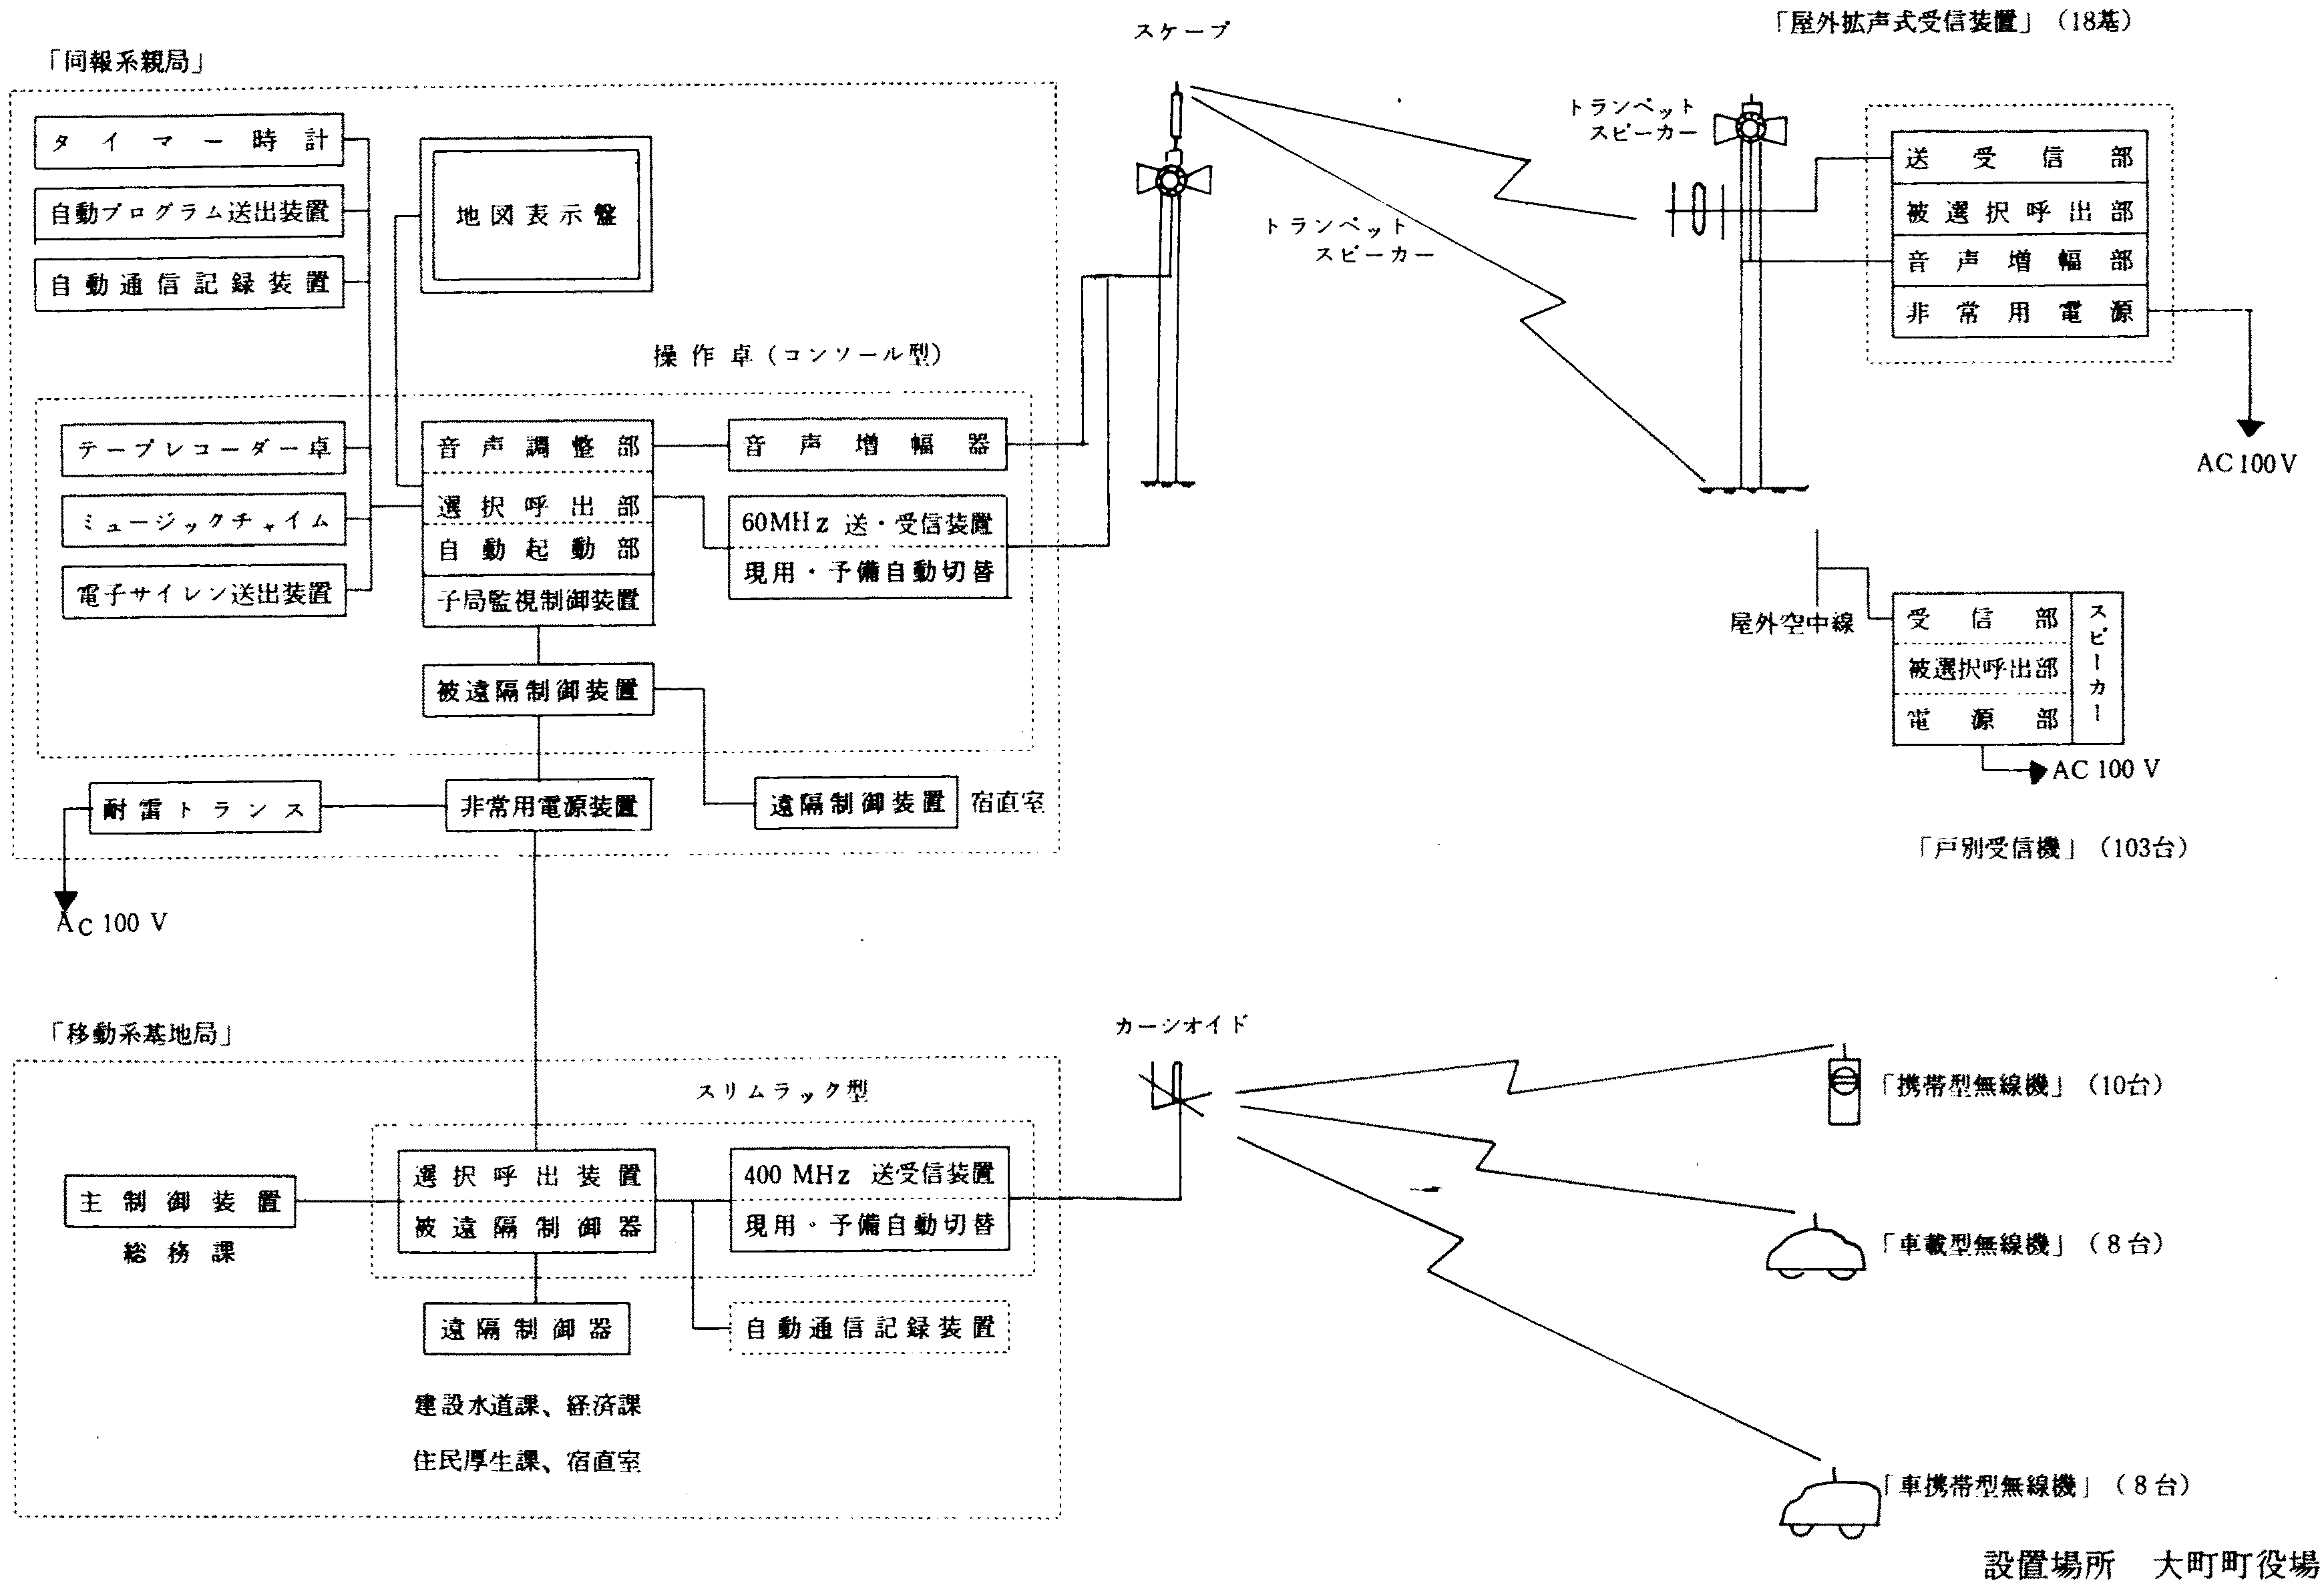 「同報系親局」
タイマー時計
自動プログラム送出装置
自動通信記録装置
地図表示盤
操作卓(コンソール型)
テープレコーダー卓
ミュージックチャイム
電子サイレン送出装置
音声調整部
選択呼出部
自動起動部
子局監視制御装置
音声増幅器
60MHz 送・受信装置
現用・予備自動切替
被遠隔制御装置
耐雷トランス
非常用電源装置
遠隔制御装置 宿直室
AC 100 V
スケープ
トランペット
スピーカー
「屋外拡声式受信装置」(18基)
トランペット
スピーカー
送受信部
被選択呼出部
音声増幅部
非常用電源
AC 100 V
屋外空中線
受信部
被選択呼出部
電源部
スピーカー
AC 100 V
「戸別受信機」(103台)
「移動系基地局」
スリムラック型
主制御装置
総務課
選択呼出装置
被遠隔制御器
400 MHz 送受信装置
現用・予備自動切替
遠隔制御器
自動通信記録装置
建設水道課、経済課
住民厚生課、宿直室
カーシオイド
「携帯型無線機」(10台)
「車載型無線機」(8台)
「車携帯型無線機」(8台)
設置場所 大町町役場